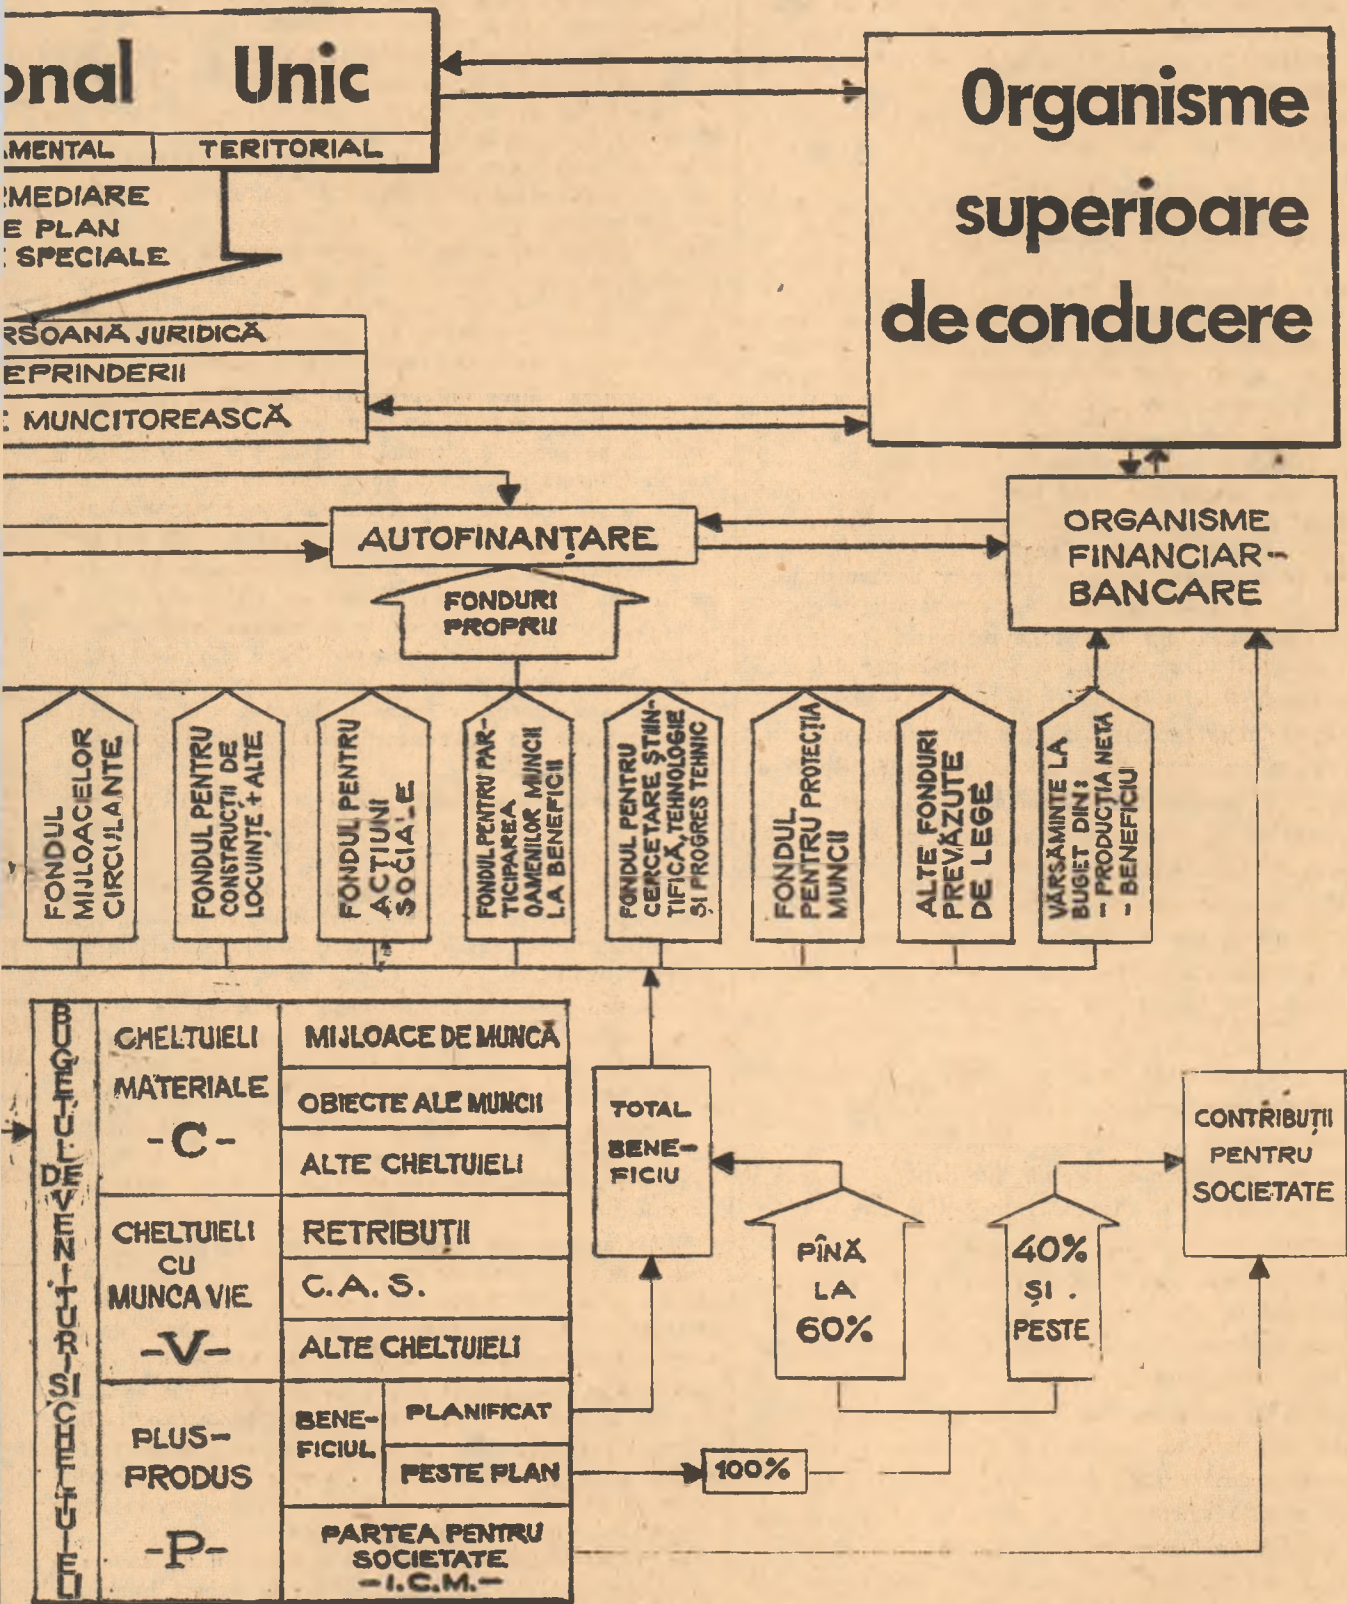 onal Unic
AMENTAL TERITORIAL
RMEDIARE
E PLAN
E SPECIALE
RSOANĂ JURIDICĂ
EPRINDERII
E MUNCITOREASCĂ
Organisme
superioare
de conducere
AUTOFINANȚARE
ORGANISME
FINANCIAR-
BANCARE
FONDURI
PROPRII
FONDUL
MIJLOACELOR
CIRCULANTE
FONDUL PENTRU
CONSTRUCTII DE
LOCUINȚE + ALTE
FONDUL PENTRU
ACȚIUNI
SOCIALE
FONDUL PENTRU PAR-
TICIPAREA
OAMENILOR MUNCII
LA BENEFICII
FONDUL PENTRU
CERCETARE ȘTIIN-
TIFICĂ, TEHNOLOGIE
ȘI PROGRES TEHNIC
FONDUL
PENTRU PROTECȚIA
MUNCII
ALTE FONDURI
PREVĂZUTE
DE LEGE
VĂRSĂMINTE LA
BUGET DIN:
- PRODUCȚIA NETĂ
- BENEFICIU
BUGETUL DE VENITURI SI CHELTUIELI
CHELTUIELI
MATERIALE
-C-
MIJLOACE DE MUNCĂ
OBIECTE ALE MUNCII
ALTE CHELTUIELI
CHELTUIELI
CU
MUNCA VIE
-V-
RETRIBUTII
C.A.S.
ALTE CHELTUIELI
PLUS-
PRODUS
-P-
BENE-
FICIUL
PLANIFICAT
PESTE PLAN
PARTEA PENTRU
SOCIETATE
-I.C.M.-
TOTAL
BENE-
FICIU
100%
PÎNĂ
LA
60%
40%
ȘI
PESTE
CONTRIBUȚII
PENTRU
SOCIETATE